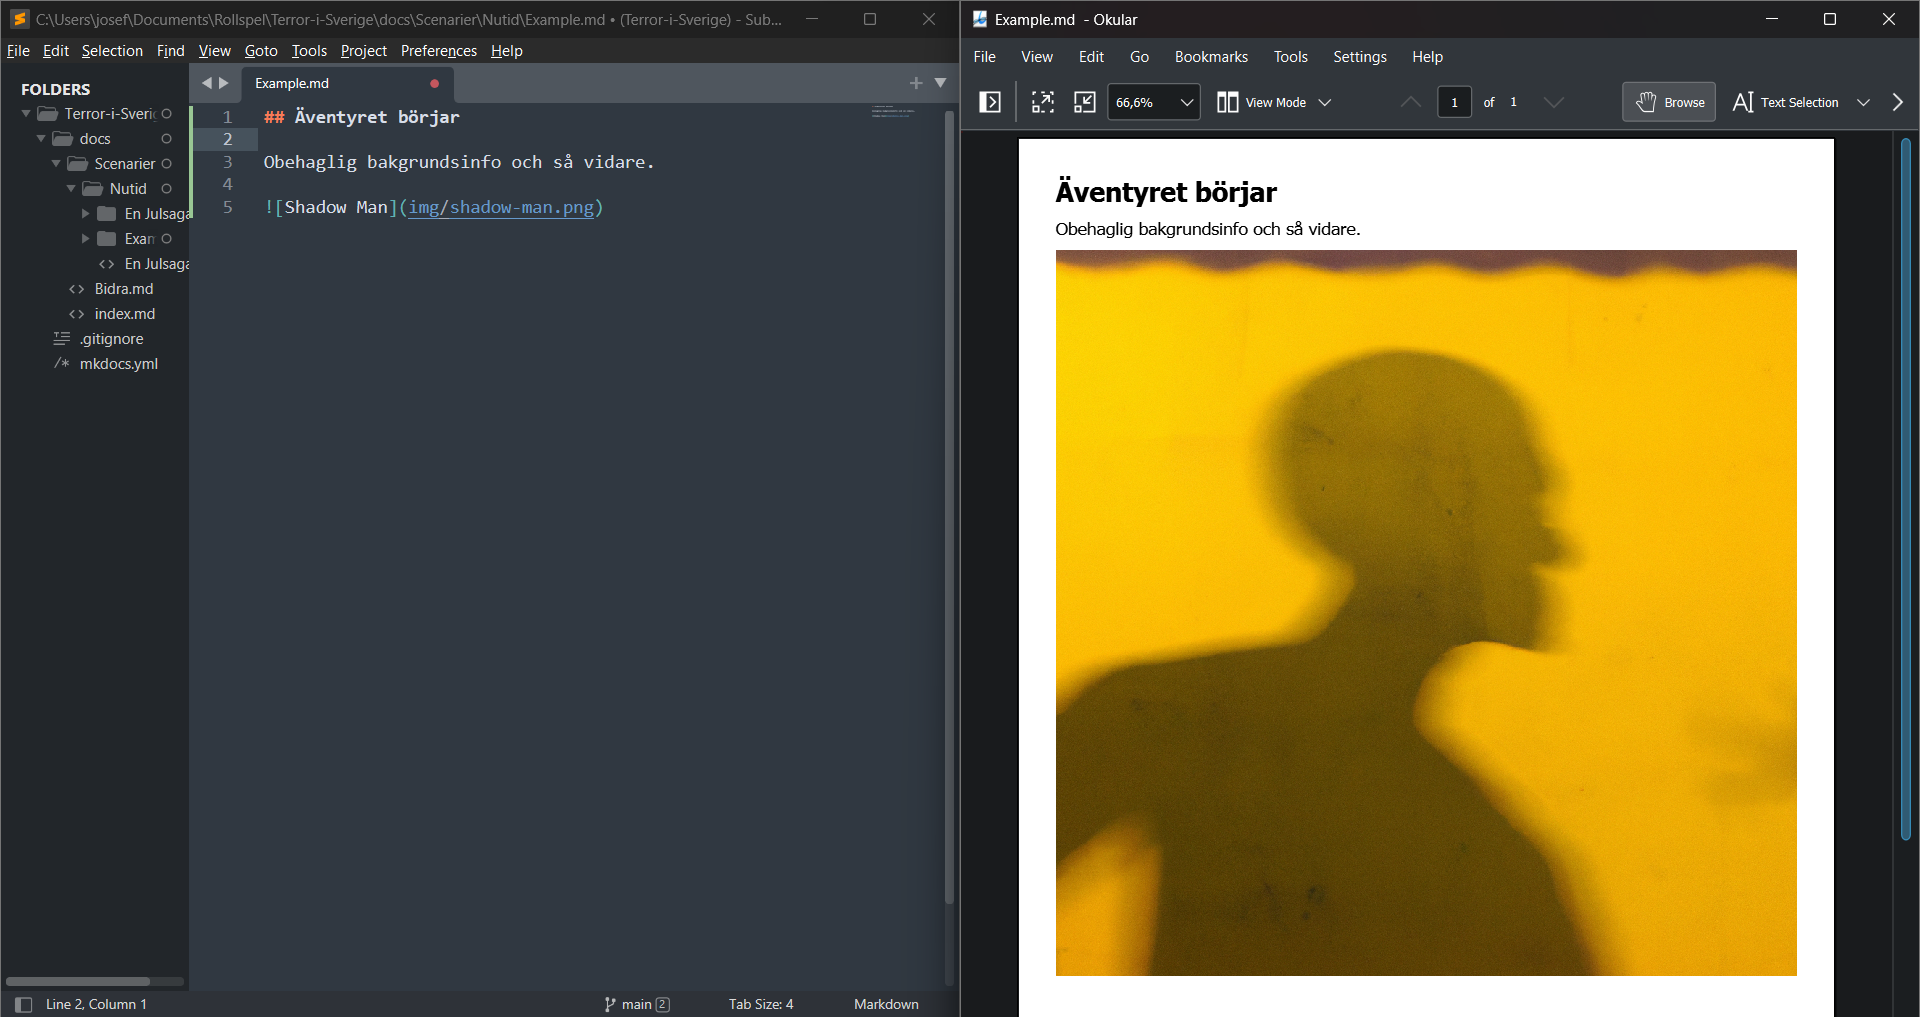 C:\Users\josef\Documents\Rollspel\Terror-i-Sverige\docs\Scenarier\Nutid\Example.md • (Terror-i-Sverige) - Sub...
File Edit Selection Find View Goto Tools Project Preferences Help
FOLDERS
Terror-i-Sveri
docs
Scenarier
Nutid
En Julsaga
Exam
En Julsaga
Bidra.md
index.md
.gitignore
/* mkdocs.yml
Example.md
1 ## Äventyret börjar
2
3 Obehaglig bakgrundsinfo och så vidare.
4
5 ![Shadow Man](img/shadow-man.png)
Line 2, Column 1 main 2 Tab Size: 4 Markdown
Example.md - Okular
File View Edit Go Bookmarks Tools Settings Help
66,6% View Mode 1 of 1 Browse Text Selection
Äventyret börjar
Obehaglig bakgrundsinfo och så vidare.